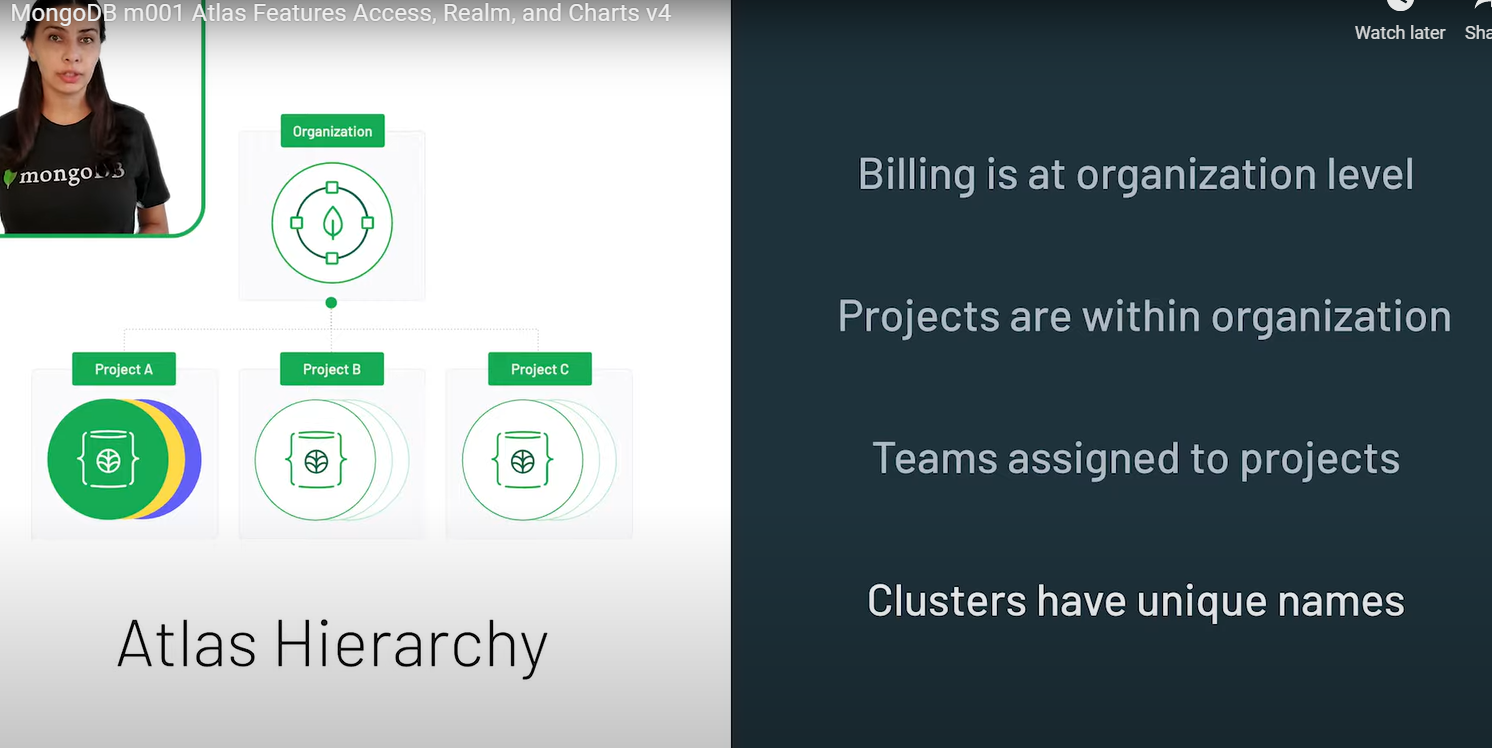 MongoDB m001 Atlas Features Access, Realm, and Charts v4
Watch later
mongoDB
Organization
Project A
Project B
Project C
Atlas Hierarchy
Billing is at organization level
Projects are within organization
Teams assigned to projects
Clusters have unique names